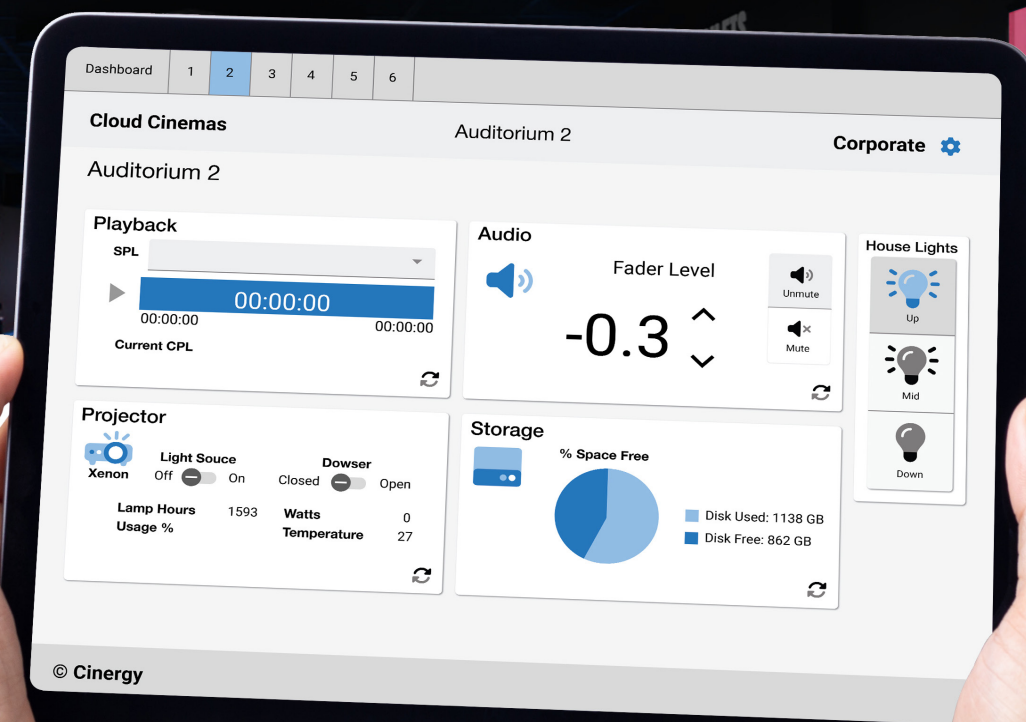 Dashboard 1 2 3 4 5 6
Cloud Cinemas Auditorium 2 Corporate
Auditorium 2
Playback
SPL
00:00:00
00:00:00 00:00:00
Current CPL
Audio
Fader Level
-0.3
Unmute
Mute
House Lights
Up
Mid
Down
Projector
Xenon
Light Souce
Off On
Dowser
Closed Open
Lamp Hours 1593
Usage %
Watts 0
Temperature 27
Storage
% Space Free
Disk Used: 1138 GB
Disk Free: 862 GB
© Cinergy